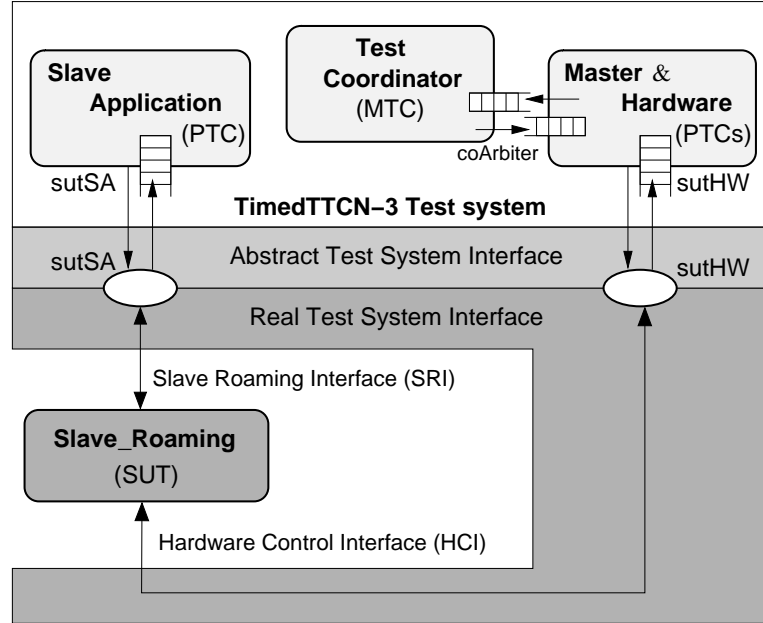 Slave
Application
(PTC)
Test
Coordinator
(MTC)
Master & 
Hardware
(PTCs)
coArbiter
sutSA
sutHW
TimedTTCN−3 Test system
sutSA
Abstract Test System Interface
sutHW
Real Test System Interface
Slave Roaming Interface (SRI)
Slave_Roaming
(SUT)
Hardware Control Interface (HCI)